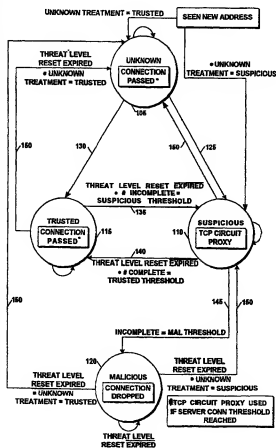 UNKNOWN TREATMENT = TRUSTED
SEEN NEW ADDRESS
THREAT LEVEL
RESET EXPIRED
• UNKNOWN
TREATMENT = TRUSTED
UNKNOWN
CONNECTION
PASSED*
• UNKNOWN
TREATMENT = SUSPICIOUS
105
150
130
150
125
THREAT LEVEL RESET EXPIRED
• # INCOMPLETE =
SUSPICIOUS THRESHOLD
135
TRUSTED
CONNECTION
PASSED*
115
SUSPICIOUS
TCP CIRCUIT
PROXY
110
140
THREAT LEVEL RESET EXPIRED
• # COMPLETE =
TRUSTED THRESHOLD
150
145
150
INCOMPLETE = MAL THRESHOLD
120
MALICIOUS
CONNECTION
DROPPED
THREAT LEVEL
RESET EXPIRED
• UNKNOWN
TREATMENT = TRUSTED
THREAT LEVEL
RESET EXPIRED
• UNKNOWN
TREATMENT = SUSPICIOUS
TCP CIRCUIT PROXY USED
IF SERVER CONN THRESHOLD
REACHED
THREAT LEVEL
RESET EXPIRED